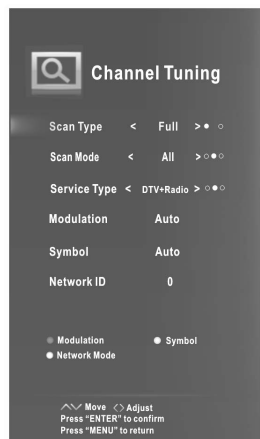 Channel Tuning
Scan Type < Full >
Scan Mode < All >
Service Type < DTV+Radio >
Modulation Auto
Symbol Auto
Network ID 0
Modulation Symbol
Network Mode
Move Adjust
Press "ENTER" to confirm
Press "MENU" to return